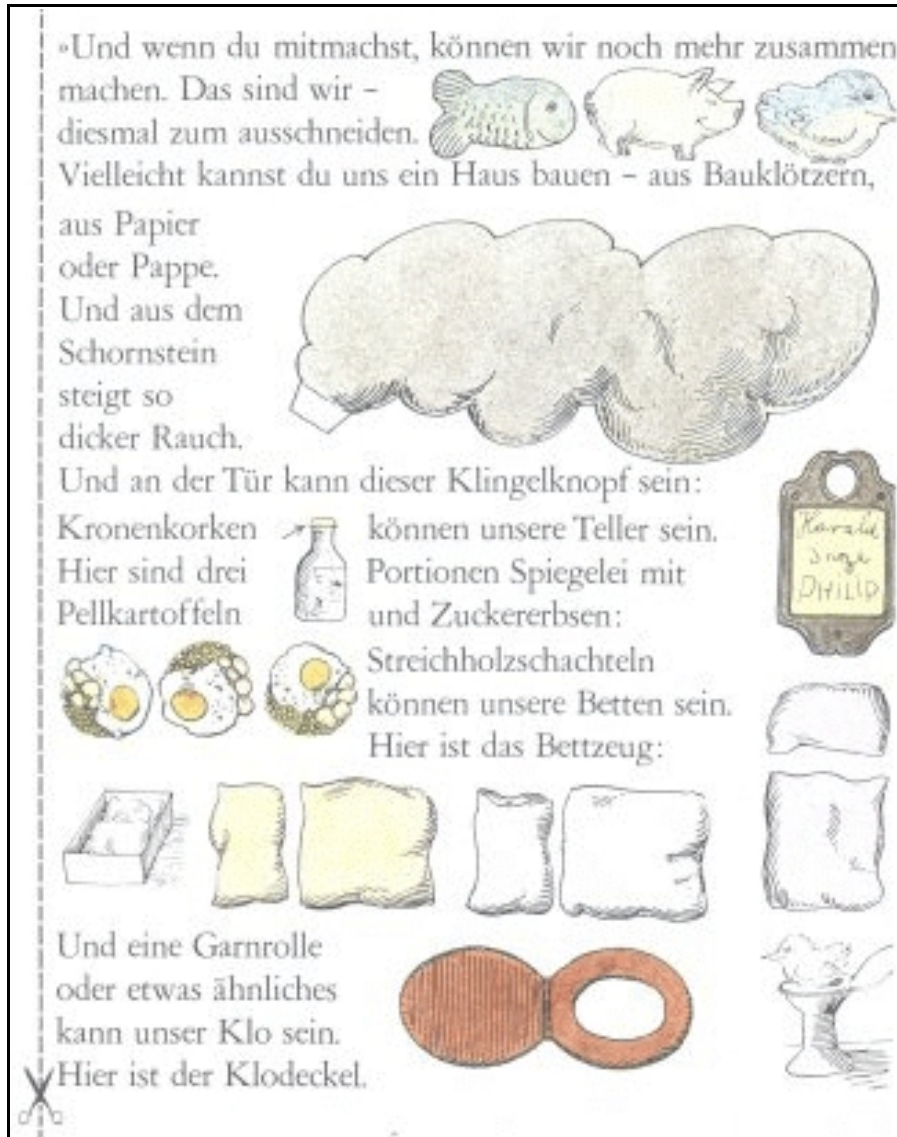 »Und wenn du mitmachst, können wir noch mehr zusammen
machen. Das sind wir –
diesmal zum ausschneiden.
Vielleicht kannst du uns ein Haus bauen – aus Bauklötzern,
aus Papier
oder Pappe.
Und aus dem
Schornstein
steigt so
dicker Rauch.
Und an der Tür kann dieser Klingelknopf sein:
Harald
Inge
PHILIP
Kronenkorken können unsere Teller sein.
Hier sind drei Portionen Spiegelei mit
Pellkartoffeln und Zuckererbsen:
Streichholzschachteln
können unsere Betten sein.
Hier ist das Bettzeug:
Und eine Garnrolle
oder etwas ähnliches
kann unser Klo sein.
Hier ist der Klodeckel.